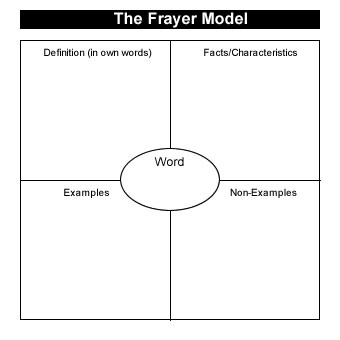 The Frayer Model
Definition (in own words)
Facts/Characteristics
Word
Examples
Non-Examples